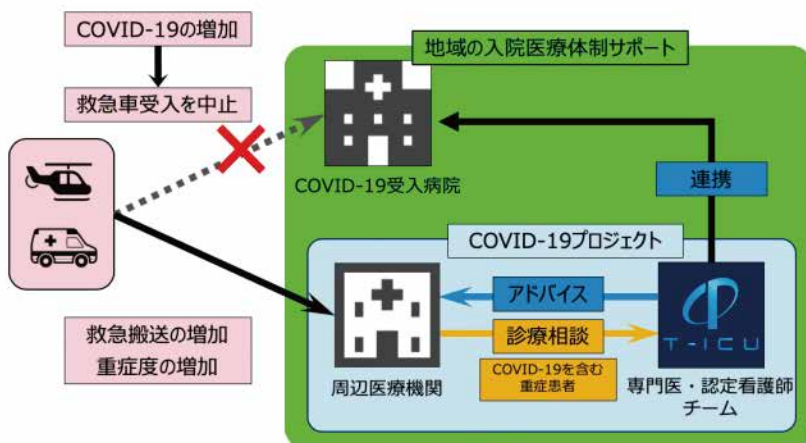 COVID-19の増加
救急車受入を中止
地域の入院医療体制サポート
COVID-19受入病院
連携
COVID-19プロジェクト
アドバイス
診療相談
COVID-19を含む
重症患者
救急搬送の増加
重症度の増加
周辺医療機関
T-ICU
専門医・認定看護師
チーム